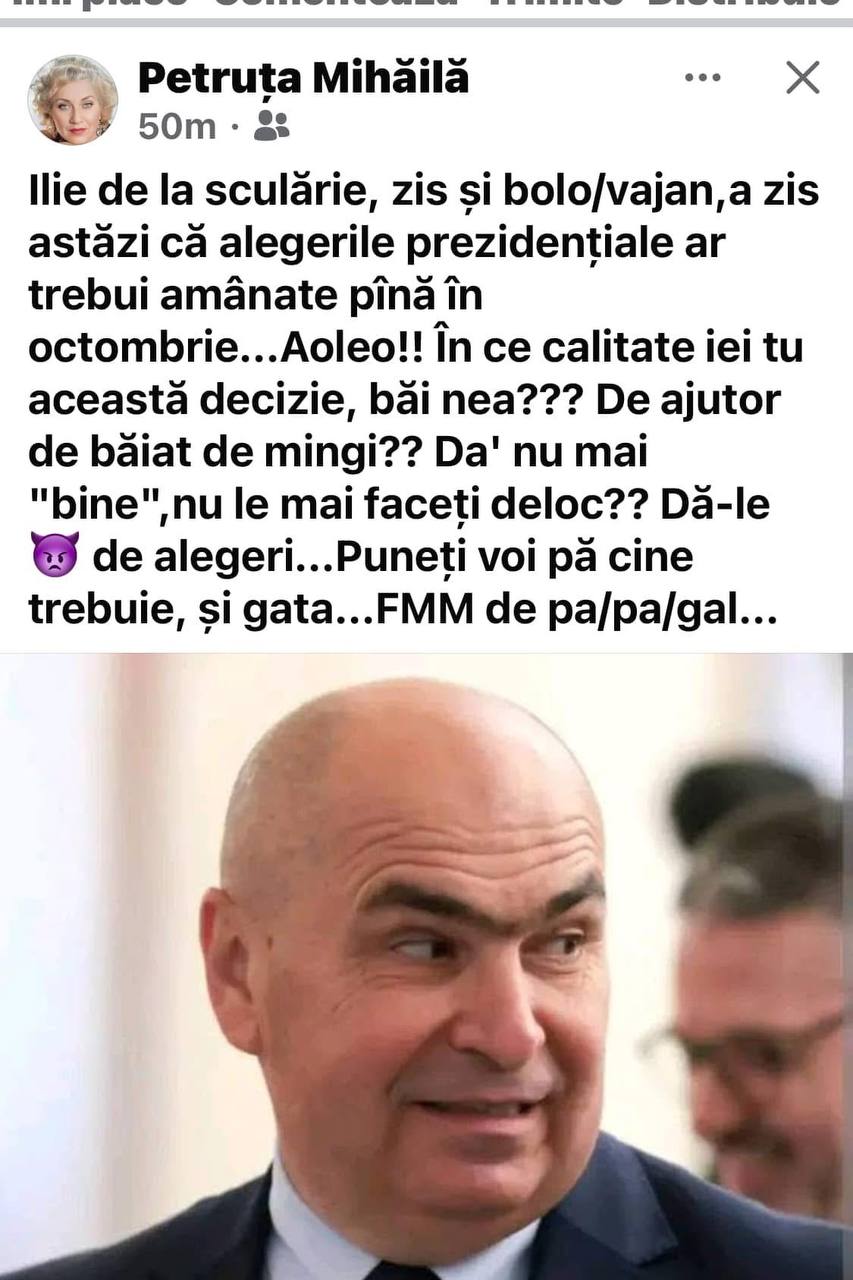 Petruța Mihăilă
50m ·
Ilie de la sculărie, zis și bolo/vajan,a zis
astăzi că alegerile prezidențiale ar
trebui amânate pînă în
octombrie...Aoleo!! În ce calitate iei tu
această decizie, băi nea??? De ajutor
de băiat de mingi?? Da' nu mai
"bine",nu le mai faceți deloc?? Dă-le
👿 de alegeri...Puneți voi pă cine
trebuie, și gata...FMM de pa/pa/gal...